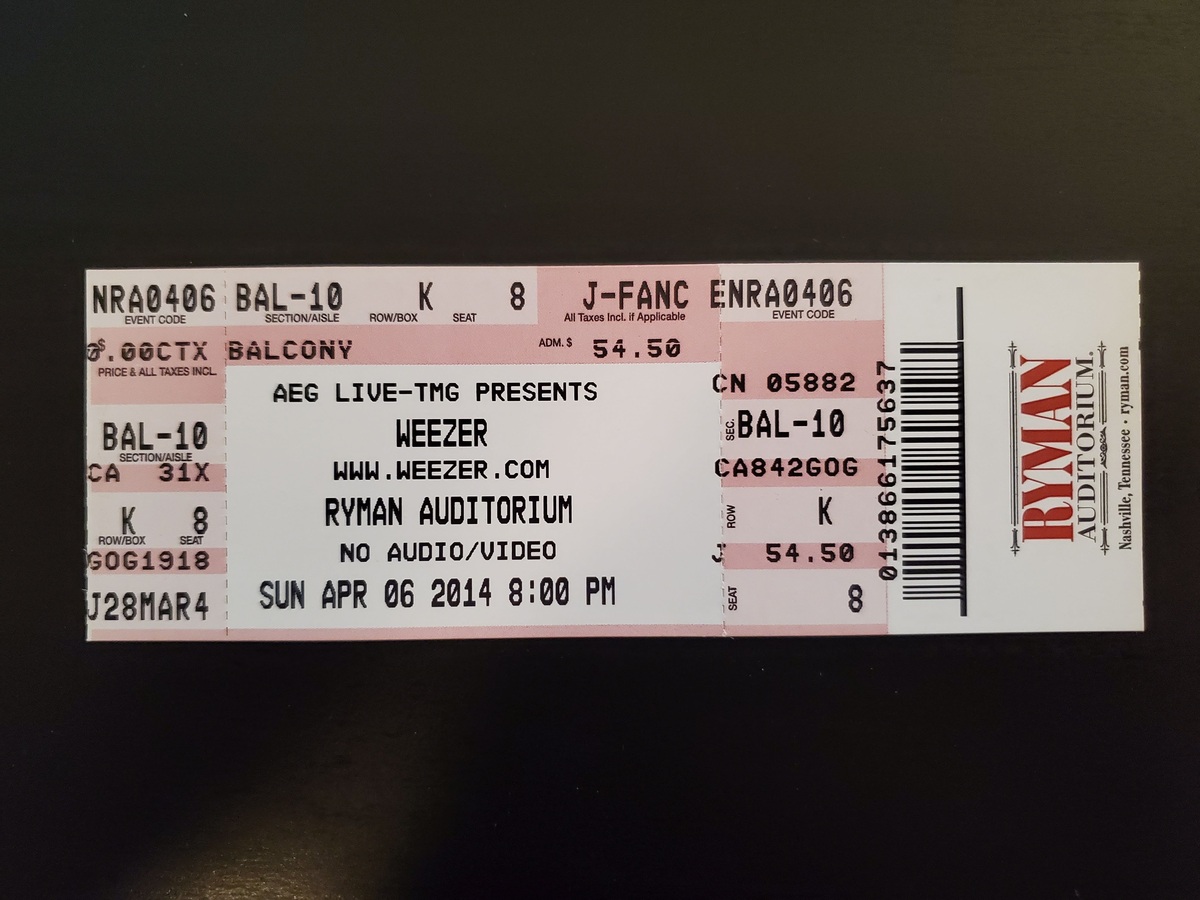 NRA0406
EVENT CODE
$.00CTX
PRICE & ALL TAXES INCL.
BAL-10
SECTION/AISLE
CA 31X
K 8
ROW/BOX SEAT
GOG1918
J28MAR4
BAL-10 K 8 J-FANC
SECTION/AISLE ROW/BOX SEAT All Taxes Incl. if Applicable
BALCONY ADM. $ 54.50
AEG LIVE-TMG PRESENTS
WEEZER
WWW.WEEZER.COM
RYMAN AUDITORIUM
NO AUDIO/VIDEO
SUN APR 06 2014 8:00 PM
ENRA0406
EVENT CODE
CN 05882
SEC. BAL-10
CA842GOG
ROW K
J 54.50
SEAT 8
013866175637
RYMAN
AUDITORIUM.
Nashville, Tennessee • ryman.com